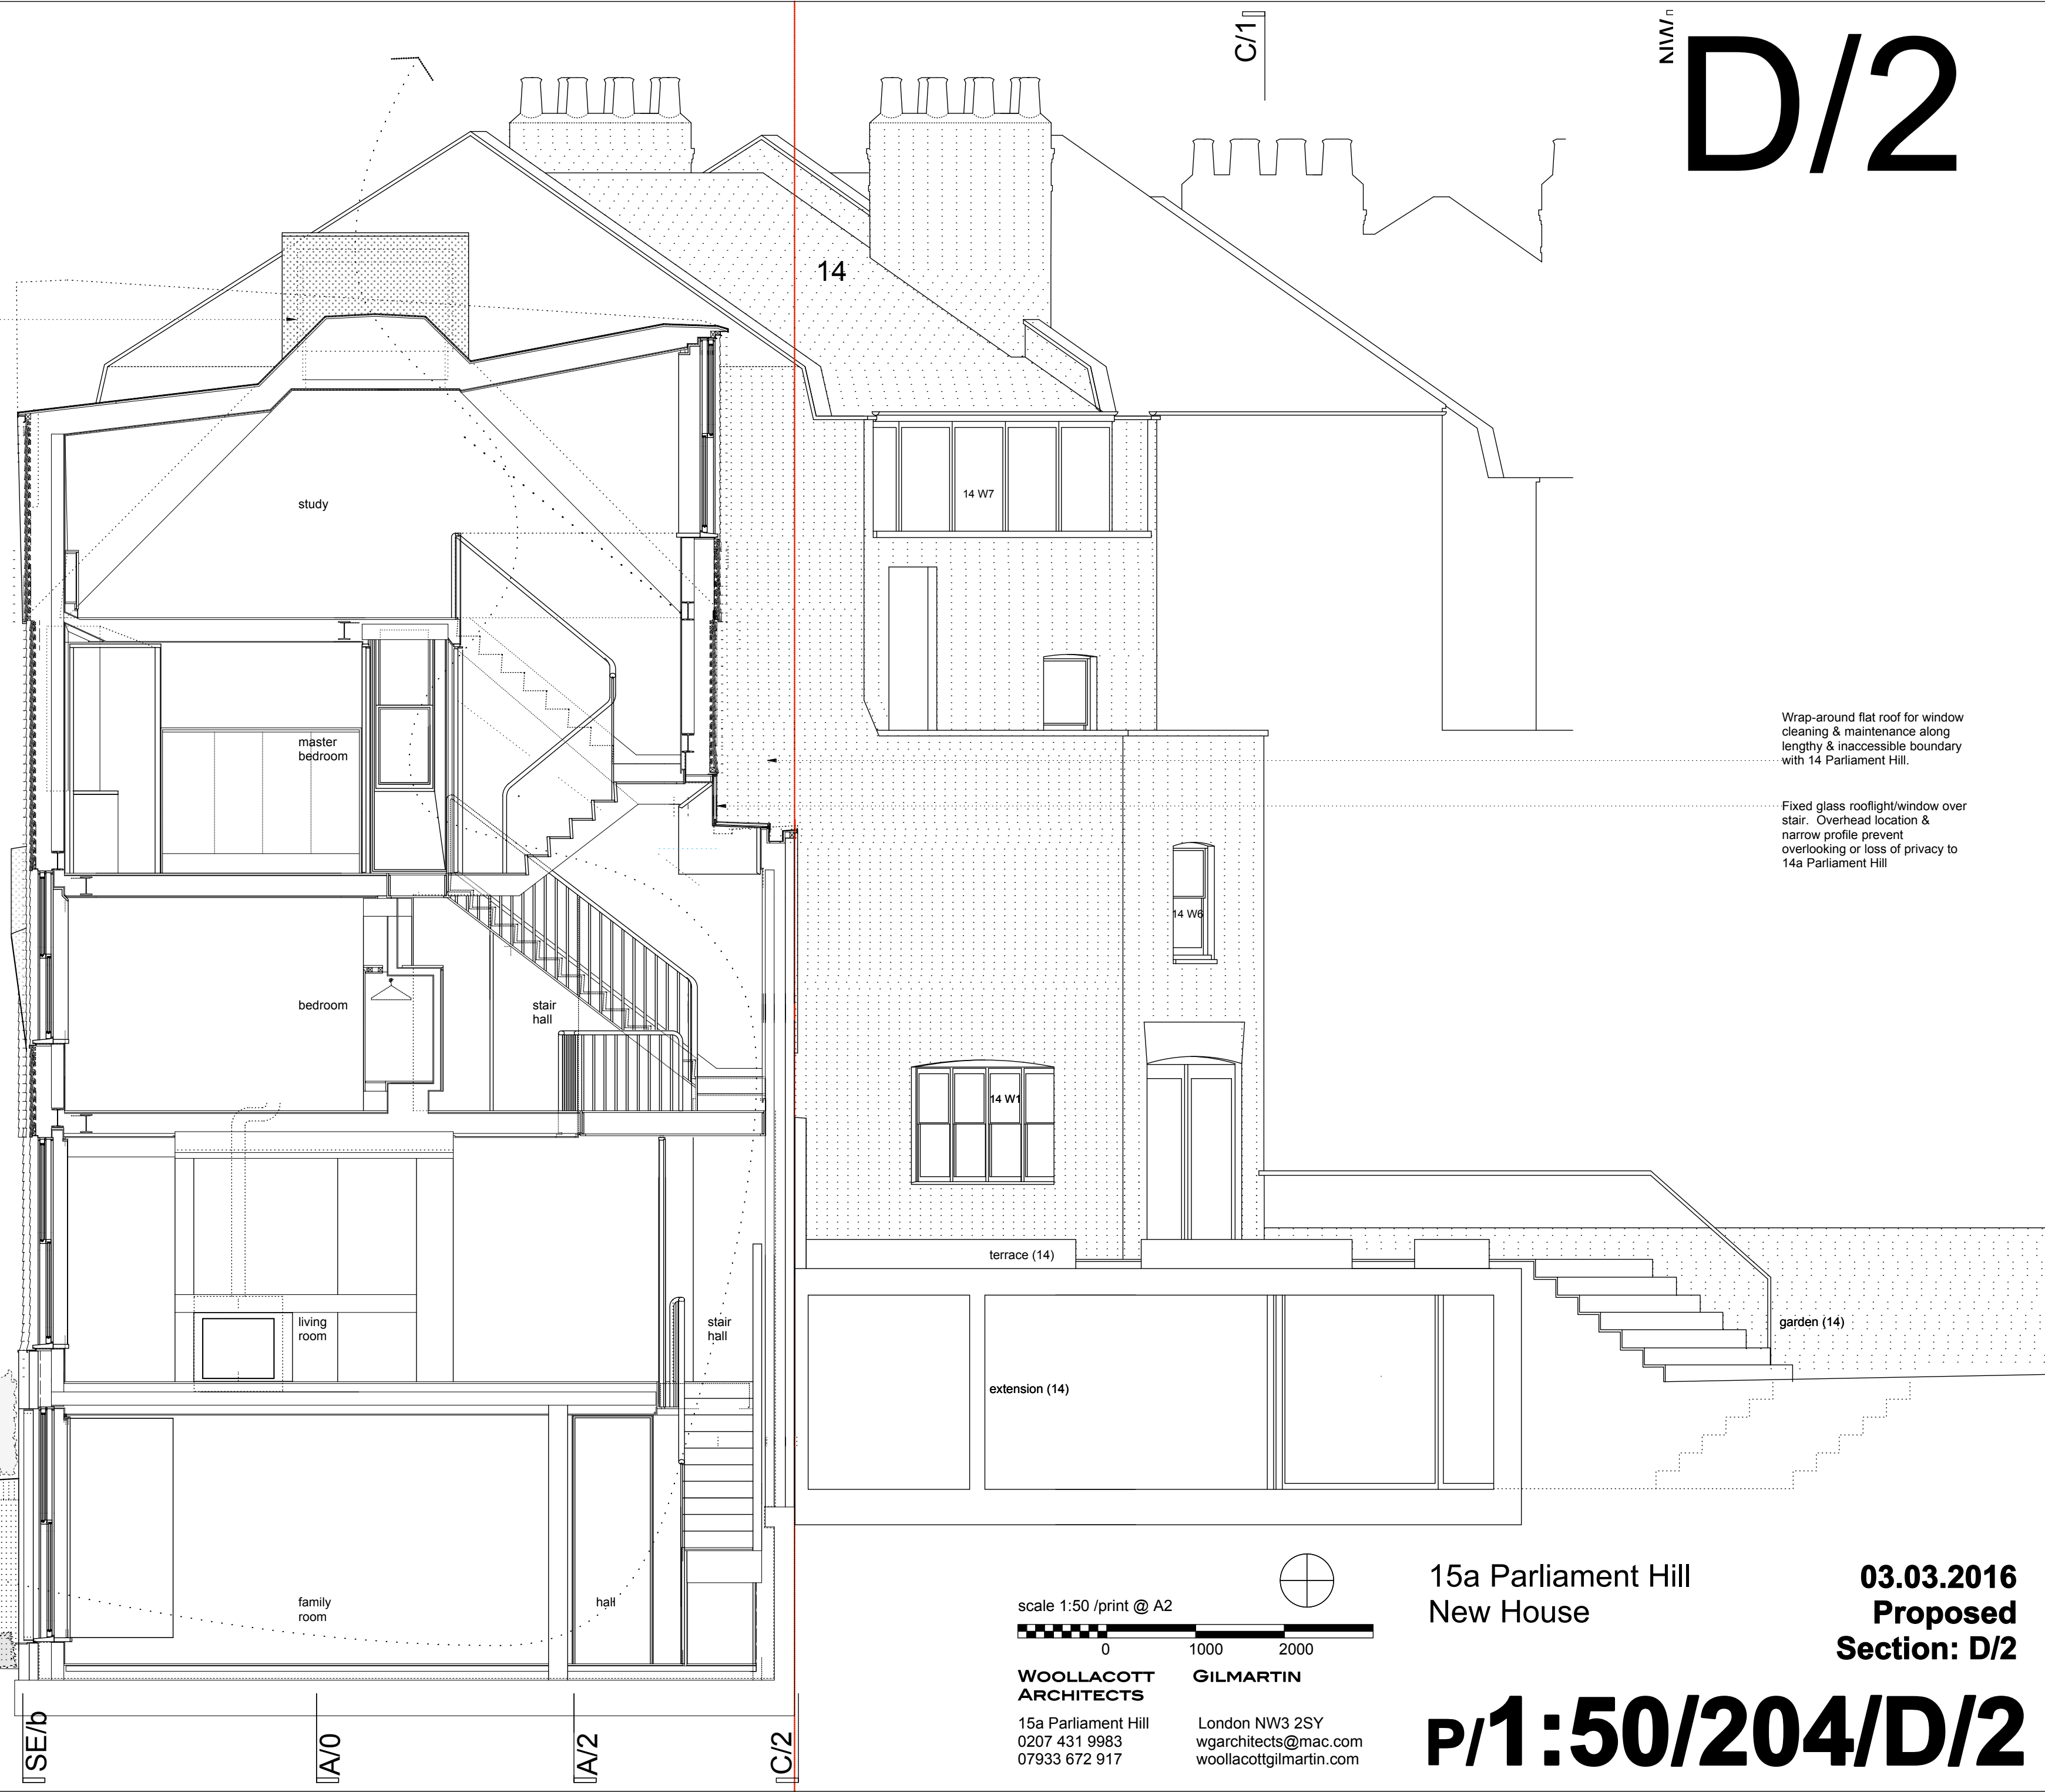 C/1
NW/
D/2
14
14 W7
study
Wrap-around flat roof for window
cleaning & maintenance along
lengthy & inaccessible boundary
with 14 Parliament Hill.
master
bedroom
Fixed glass rooflight/window over
stair. Overhead location &
narrow profile prevent
overlooking or loss of privacy to
14a Parliament Hill
14 W6
bedroom
stair
hall
14 W1
terrace (14)
living
room
stair
hall
garden (14)
extension (14)
family
room
hall
scale 1:50 /print @ A2
0 1000 2000
WOOLLACOTT GILMARTIN
ARCHITECTS
15a Parliament Hill London NW3 2SY
0207 431 9983 wgarchitects@mac.com
07933 672 917 woollacottgilmartin.com
15a Parliament Hill
New House
03.03.2016
Proposed
Section: D/2
P/1:50/204/D/2
SE/b
A/0
A/2
C/2